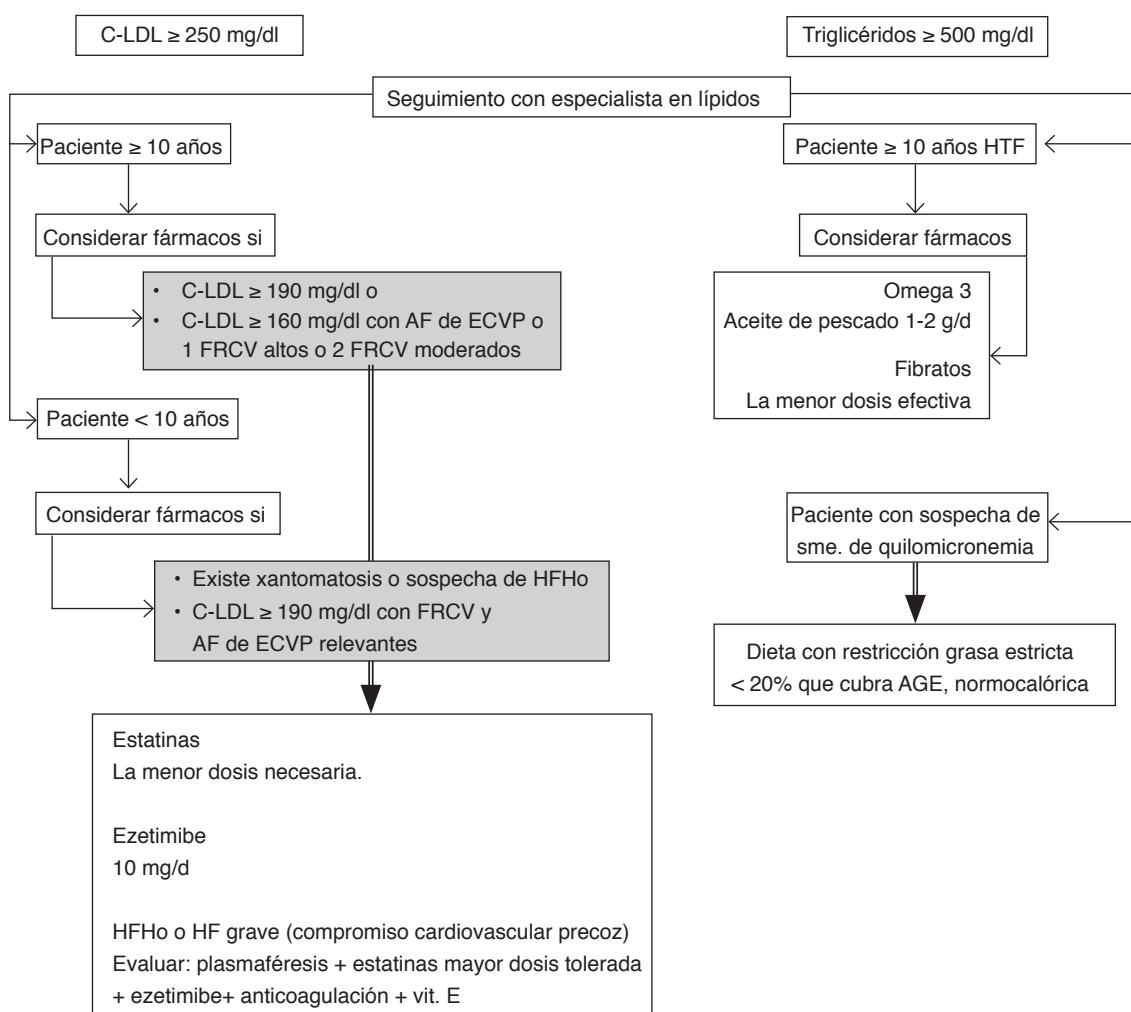 C-LDL ≥ 250 mg/dl
Triglicéridos ≥ 500 mg/dl
Seguimiento con especialista en lípidos
Paciente ≥ 10 años
Considerar fármacos si
• C-LDL ≥ 190 mg/dl o
• C-LDL ≥ 160 mg/dl con AF de ECVP o
1 FRCV altos o 2 FRCV moderados
Paciente < 10 años
Considerar fármacos si
• Existe xantomatosis o sospecha de HFHo
• C-LDL ≥ 190 mg/dl con FRCV y
AF de ECVP relevantes
Estatinas
La menor dosis necesaria.
Ezetimibe
10 mg/d
HFHo o HF grave (compromiso cardiovascular precoz)
Evaluar: plasmaféresis + estatinas mayor dosis tolerada
+ ezetimibe+ anticoagulación + vit. E
Paciente ≥ 10 años HTF
Considerar fármacos
Omega 3
Aceite de pescado 1-2 g/d
Fibratos
La menor dosis efectiva
Paciente con sospecha de
sme. de quilomicronemia
Dieta con restricción grasa estricta
< 20% que cubra AGE, normocalórica